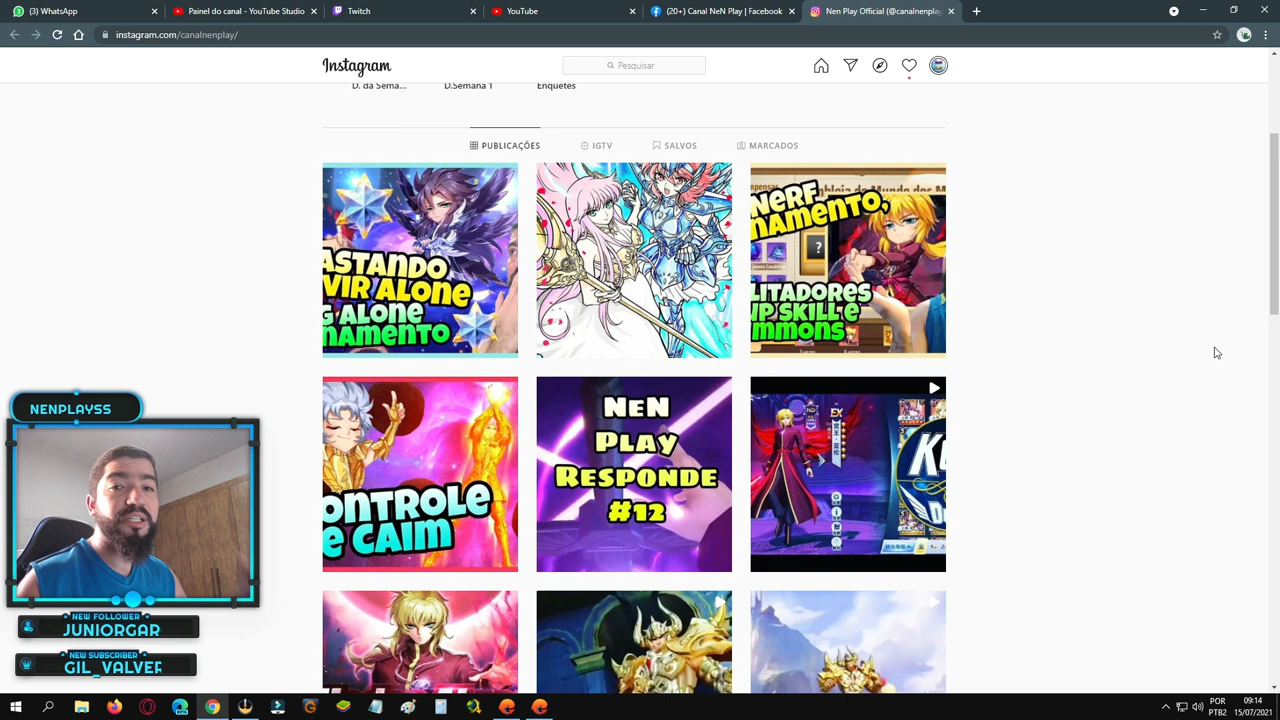 (3) WhatsApp
Painel do canal - YouTube
Twitch
YouTube
(20+) Canal NeN Play | Facebook
Nen Play Official (@canalnenplay
instagram.com/canalnenplay/
Instagram
Pesquisar
D. da Sema...
D.Semana 1
Enquetes
PUBLICAÇÕES
IGTV
SALVOS
MARCADOS
ASTANDO
VIR ALONE
G ALONE
NAMENTO
NERF
NAMENTO,
LITADORES
UP SKILL E
MMONS
ONTROLE
E CAIM
NeN
Play
Responde
#12
EX
NENPLAYSS
NEW FOLLOWER
JUNIORGAR
NEW SUBSCRIBER
GIL_VALVER
POR
PTB2
09:14
15/07/2021